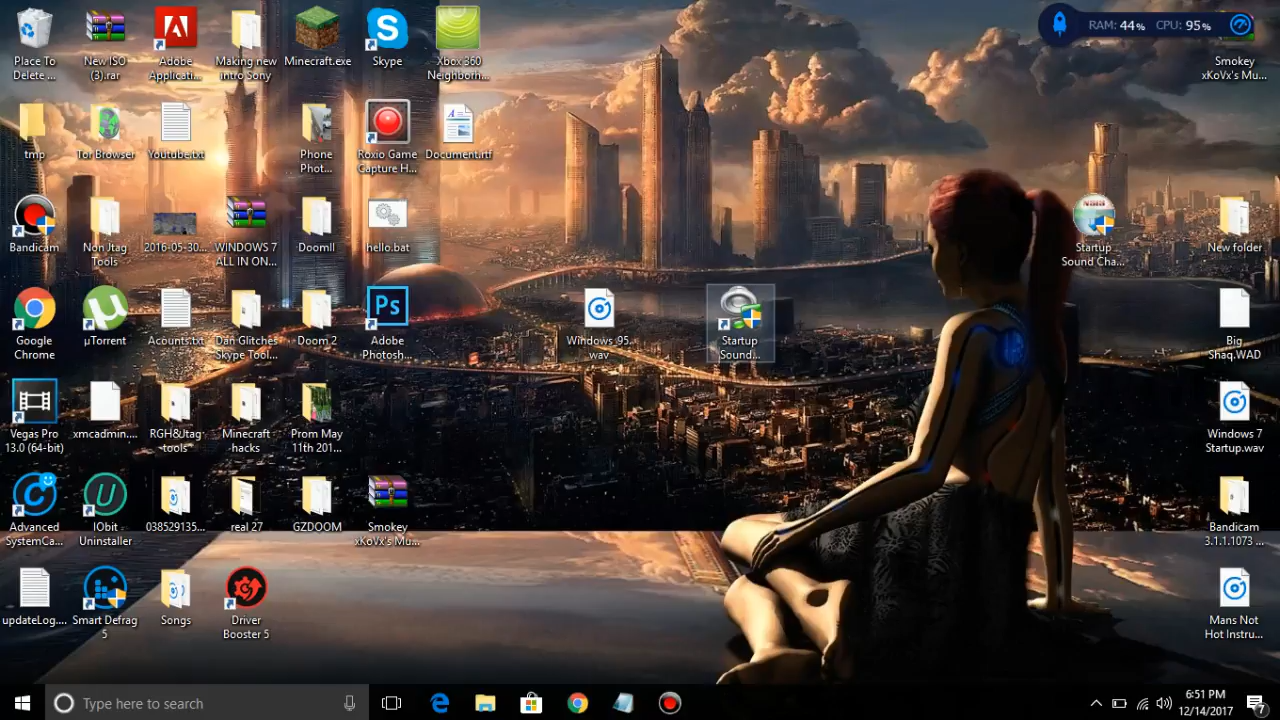 Place To
Delete ...
New ISO
(3).rar
Adobe
Applicati...
Making new
intro Sony
Minecraft.exe
Skype
Xbox 360
Neighborh...
RAM: 44% CPU: 95%
Smokey
xKoVx's Mu...
tmp
Tor Browser
Youtube.txt
Phone
Phot...
Roxio Game
Capture H...
Document.rtf
Bandicam
Non Jtag
Tools
2016-05-30...
WINDOWS 7
ALL IN ON...
DoomII
hello.bat
Startup
Sound Cha...
New folder
Google
Chrome
µTorrent
Acounts.txt
Dan Glitches
Skype Tool...
Doom 2
Ps
Adobe
Photosh...
Windows 95.
wav
Startup
Sound...
Big
Shaq.WAD
Vegas Pro
13.0 (64-bit)
xmcadmin....
RGH&Jtag
tools
Minecraft
hacks
Prom May
11th 201...
Windows 7
Startup.wav
Advanced
SystemCa...
IObit
Uninstaller
038529135...
real 27
GZDOOM
Smokey
xKoVx's Mu...
Bandicam
3.1.1.1073 ...
updateLog....
Smart Defrag
5
Songs
Driver
Booster 5
Mans Not
Hot Instru...
Type here to search
6:51 PM
12/14/2017
7